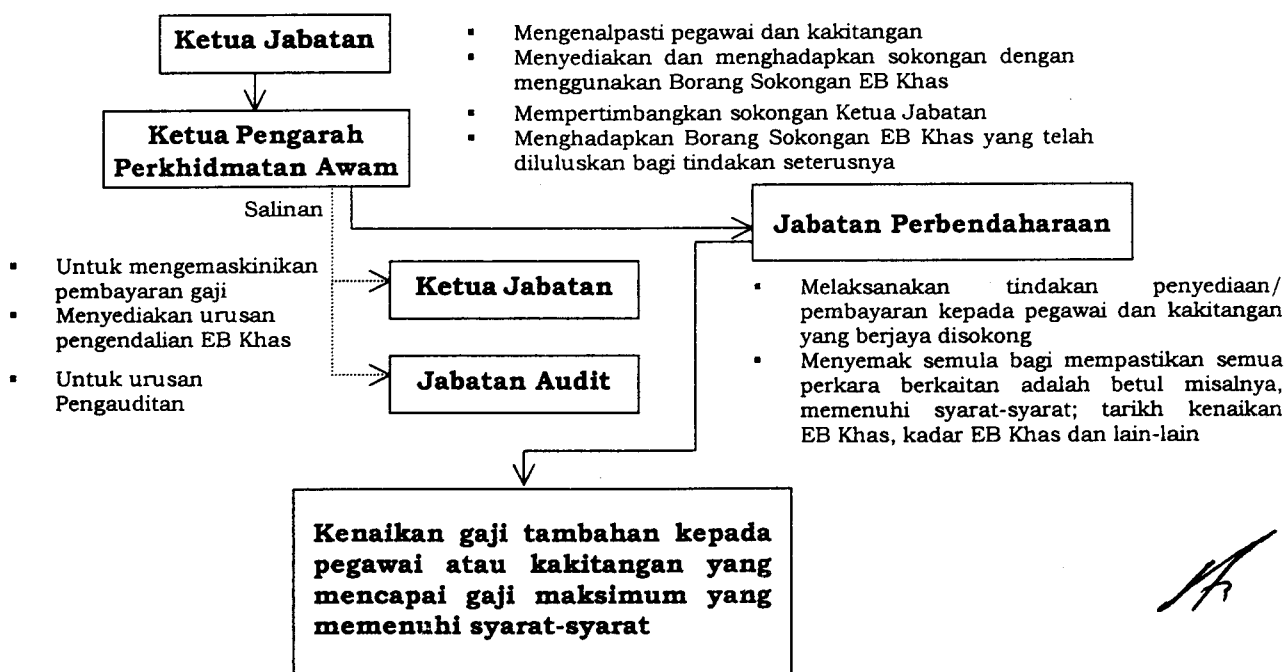 Ketua Jabatan
▪ Mengenalpasti pegawai dan kakitangan
▪ Menyediakan dan menghadapkan sokongan dengan
menggunakan Borang Sokongan EB Khas
Ketua Pengarah
Perkhidmatan Awam
▪ Mempertimbangkan sokongan Ketua Jabatan
▪ Menghadapkan Borang Sokongan EB Khas yang telah
diluluskan bagi tindakan seterusnya
Salinan
Jabatan Perbendaharaan
▪ Untuk mengemaskinikan
pembayaran gaji
▪ Menyediakan urusan
pengendalian EB Khas
Ketua Jabatan
▪ Untuk urusan
Pengauditan
Jabatan Audit
▪ Melaksanakan tindakan penyediaan/
pembayaran kepada pegawai dan kakitangan
yang berjaya disokong
▪ Menyemak semula bagi mempastikan semua
perkara berkaitan adalah betul misalnya,
memenuhi syarat-syarat; tarikh kenaikan
EB Khas, kadar EB Khas dan lain-lain
Kenaikan gaji tambahan kepada
pegawai atau kakitangan yang
mencapai gaji maksimum yang
memenuhi syarat-syarat